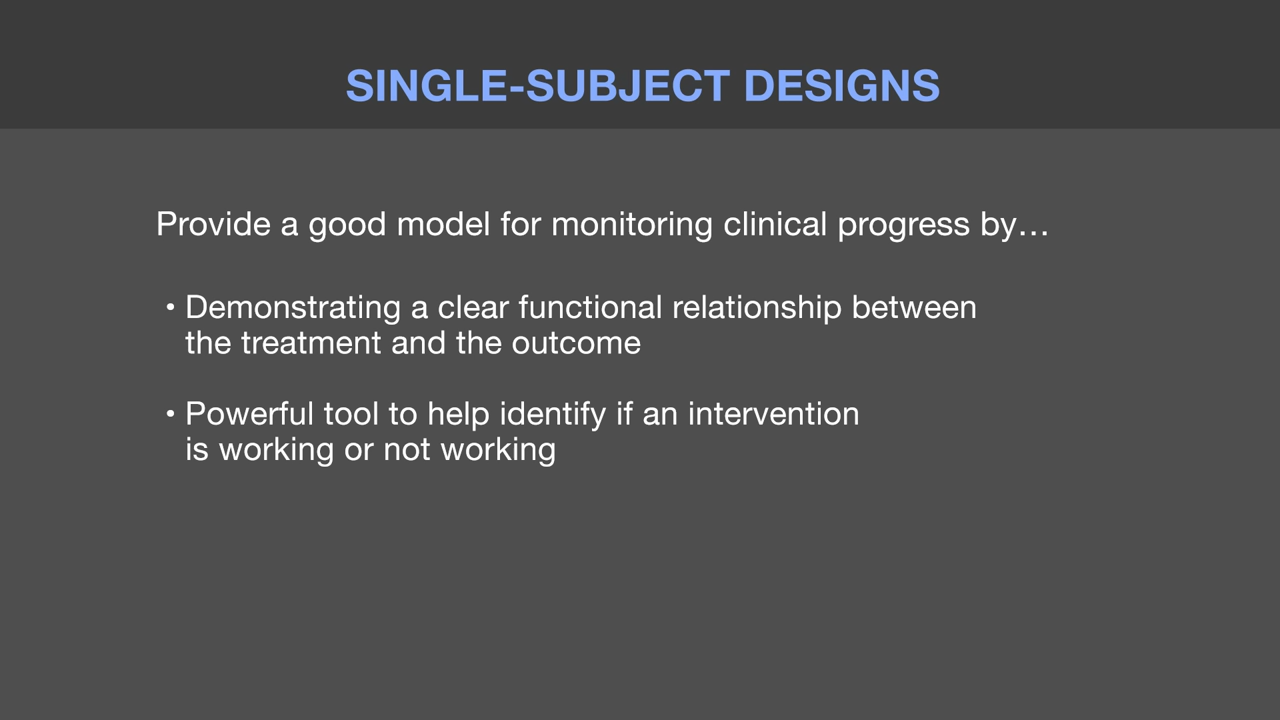 SINGLE-SUBJECT DESIGNS
Provide a good model for monitoring clinical progress by…
• Demonstrating a clear functional relationship between
the treatment and the outcome
• Powerful tool to help identify if an intervention
is working or not working